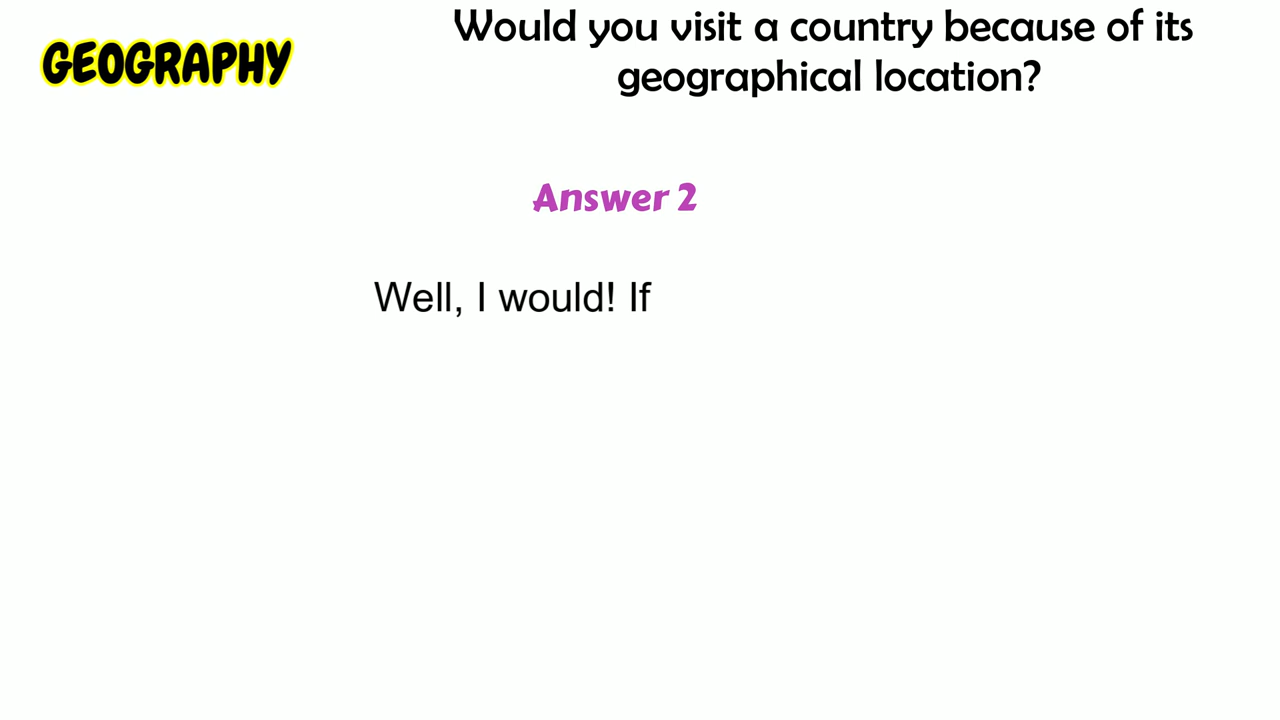 GEOGRAPHY
Would you visit a country because of its
geographical location?
Answer 2
Well, I would! If